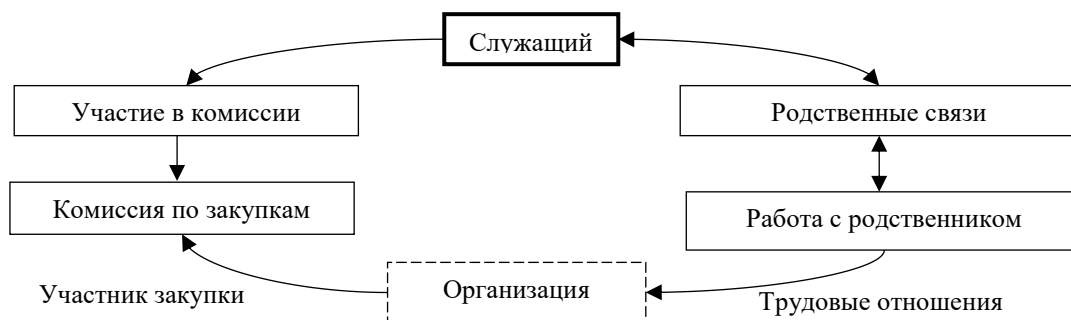 Служащий
Участие в комиссии
Родственные связи
Комиссия по закупкам
Работа с родственником
Участник закупки
Организация
Трудовые отношения